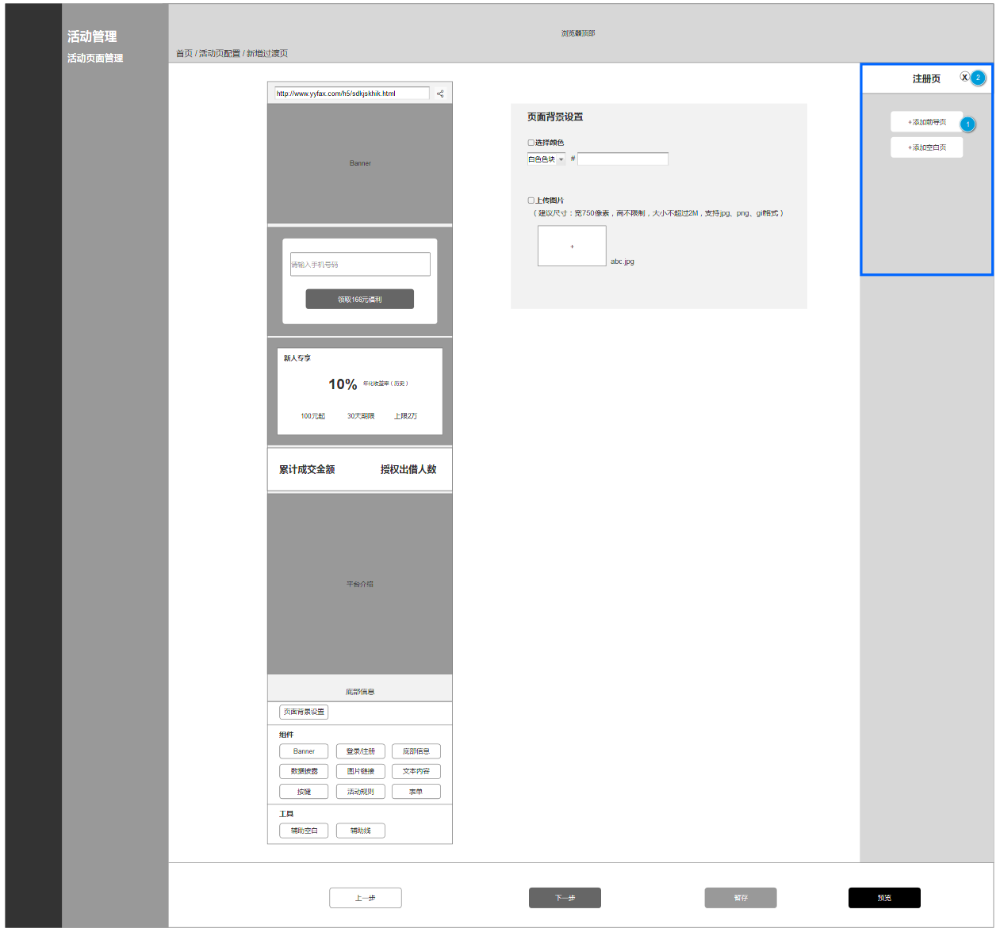 活动管理
活动页面管理
浏览器顶部
首页 / 活动页配置 / 新增过渡页
http://www.yyfax.com/h5/sdkjskhik.html
Banner
请输入手机号码
领取166元福利
新人专享
10% 年化收益率（历史）
100元起 30天期限 上限2万
累计成交金额 授权出借人数
平台介绍
底部信息
页面背景设置
组件
Banner 登录/注册 底部信息
数据披露 图片链接 文本内容
按键 活动规则 表单
工具
辅助空白 辅助线
页面背景设置
选择颜色
白色色块 #
上传图片
（建议尺寸：宽750像素，高不限制，大小不超过2M，支持jpg、png、gif格式）
+
abc.jpg
注册页 X 2
+添加前导页 1
+添加空白页
上一步 下一步 暂存 预览